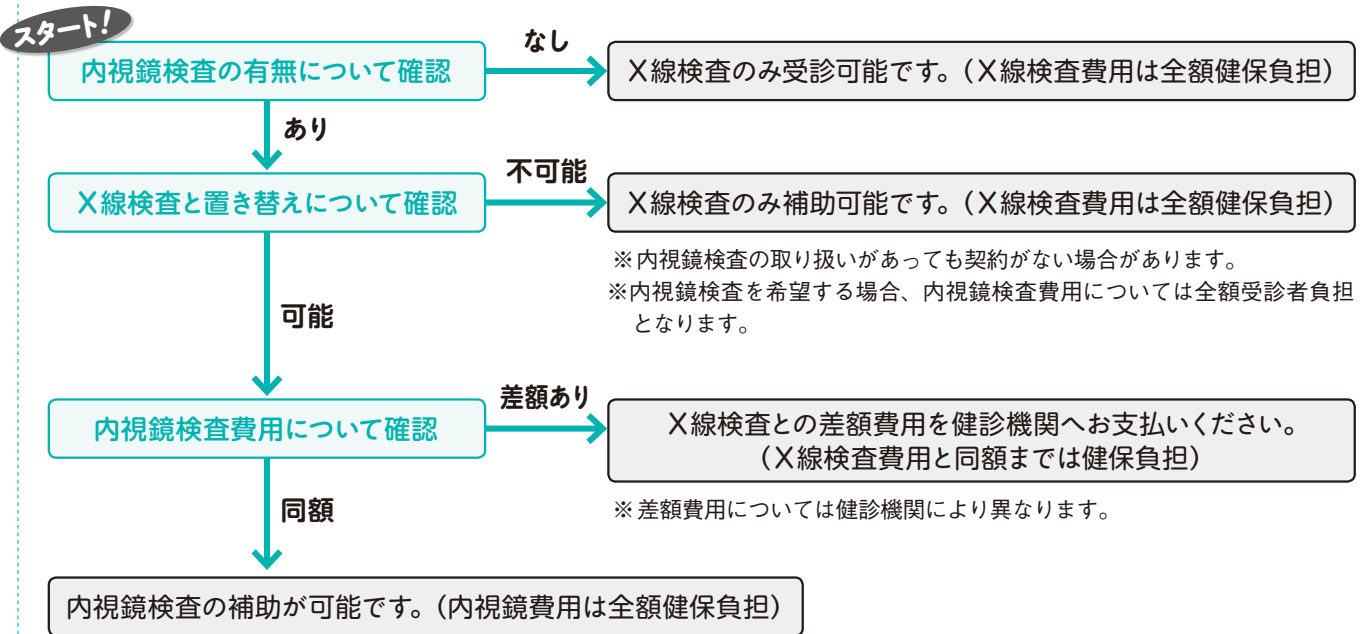 スタート!
内視鏡検査の有無について確認
なし
X線検査のみ受診可能です。(X線検査費用は全額健保負担)
あり
X線検査と置き替えについて確認
不可能
X線検査のみ補助可能です。(X線検査費用は全額健保負担)
※内視鏡検査の取り扱いがあっても契約がない場合があります。
※内視鏡検査を希望する場合、内視鏡検査費用については全額受診者負担
となります。
可能
内視鏡検査費用について確認
差額あり
X線検査との差額費用を健診機関へお支払いください。
(X線検査費用と同額までは健保負担)
※差額費用については健診機関により異なります。
同額
内視鏡検査の補助が可能です。(内視鏡費用は全額健保負担)